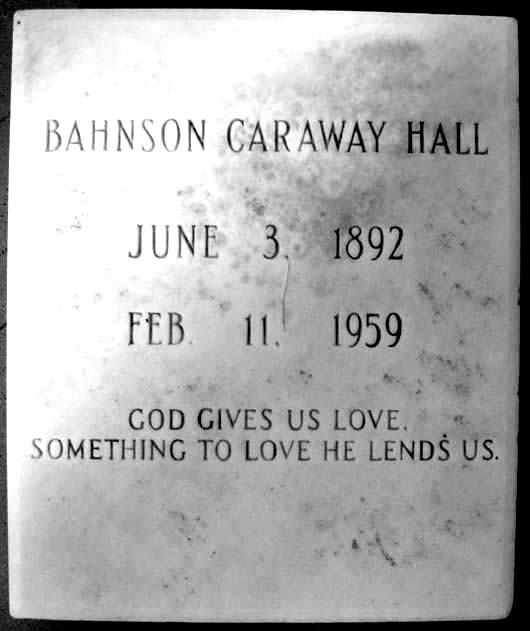 BAHNSON CARAWAY HALL
JUNE 3, 1892
FEB. 11, 1959
GOD GIVES US LOVE.
SOMETHING TO LOVE HE LENDS US.